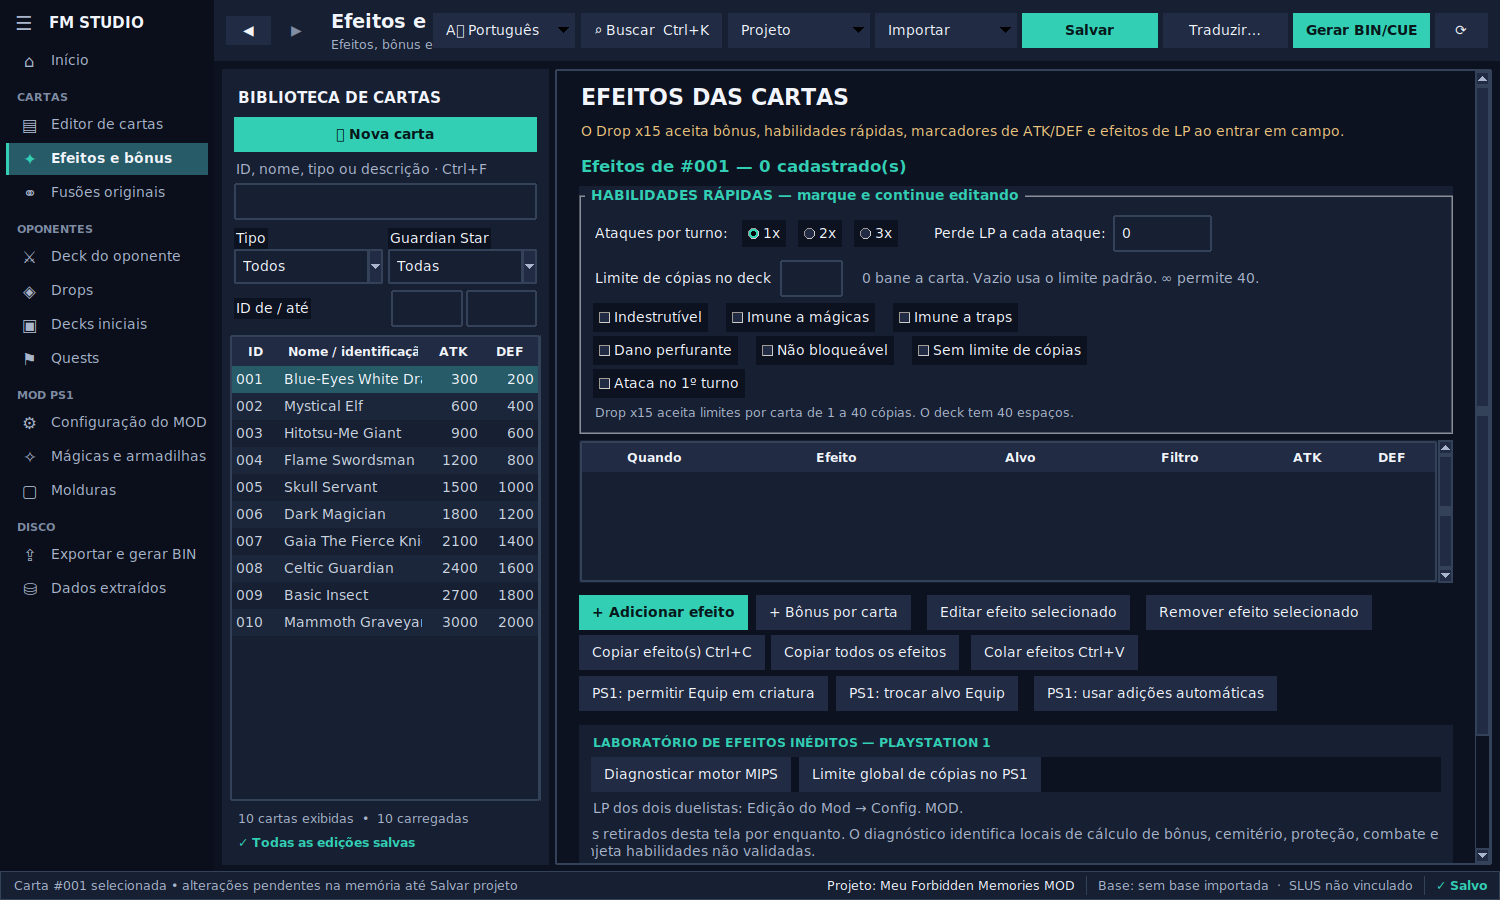 ☰ FM STUDIO
⌂ Início
CARTAS
▤ Editor de cartas
✦ Efeitos e bônus
⚭ Fusões originais
OPONENTES
⚔ Deck do oponente
◈ Drops
▣ Decks iniciais
⚑ Quests
MOD PS1
⚙ Configuração do MOD
✧ Mágicas e armadilhas
▢ Molduras
DISCO
⇪ Exportar e gerar BIN
⛁ Dados extraídos
◀ ▶ Efeitos e
Efeitos, bônus e
A Português
⌕ Buscar Ctrl+K
Projeto
Importar
Salvar
Traduzir...
Gerar BIN/CUE
⟳
BIBLIOTECA DE CARTAS
Nova carta
ID, nome, tipo ou descrição · Ctrl+F
Tipo Guardian Star
Todos Todas
ID de / até
ID Nome / identificaçã ATK DEF
001 Blue-Eyes White Dra 300 200
002 Mystical Elf 600 400
003 Hitotsu-Me Giant 900 600
004 Flame Swordsman 1200 800
005 Skull Servant 1500 1000
006 Dark Magician 1800 1200
007 Gaia The Fierce Kni 2100 1400
008 Celtic Guardian 2400 1600
009 Basic Insect 2700 1800
010 Mammoth Graveyar 3000 2000
10 cartas exibidas • 10 carregadas
✓ Todas as edições salvas
EFEITOS DAS CARTAS
O Drop x15 aceita bônus, habilidades rápidas, marcadores de ATK/DEF e efeitos de LP ao entrar em campo.
Efeitos de #001 — 0 cadastrado(s)
HABILIDADES RÁPIDAS — marque e continue editando
Ataques por turno: 1x 2x 3x Perde LP a cada ataque: 0
Limite de cópias no deck 0 bane a carta. Vazio usa o limite padrão. ∞ permite 40.
Indestrutível Imune a mágicas Imune a traps
Dano perfurante Não bloqueável Sem limite de cópias
Ataca no 1º turno
Drop x15 aceita limites por carta de 1 a 40 cópias. O deck tem 40 espaços.
Quando Efeito Alvo Filtro ATK DEF
+ Adicionar efeito + Bônus por carta Editar efeito selecionado Remover efeito selecionado
Copiar efeito(s) Ctrl+C Copiar todos os efeitos Colar efeitos Ctrl+V
PS1: permitir Equip em criatura PS1: trocar alvo Equip PS1: usar adições automáticas
LABORATÓRIO DE EFEITOS INÉDITOS — PLAYSTATION 1
Diagnosticar motor MIPS Limite global de cópias no PS1
LP dos dois duelistas: Edição do Mod → Config. MOD.
s retirados desta tela por enquanto. O diagnóstico identifica locais de cálculo de bônus, cemitério, proteção, combate e
njeta habilidades não validadas.
Carta #001 selecionada • alterações pendentes na memória até Salvar projeto
Projeto: Meu Forbidden Memories MOD
Base: sem base importada · SLUS não vinculado
✓ Salvo